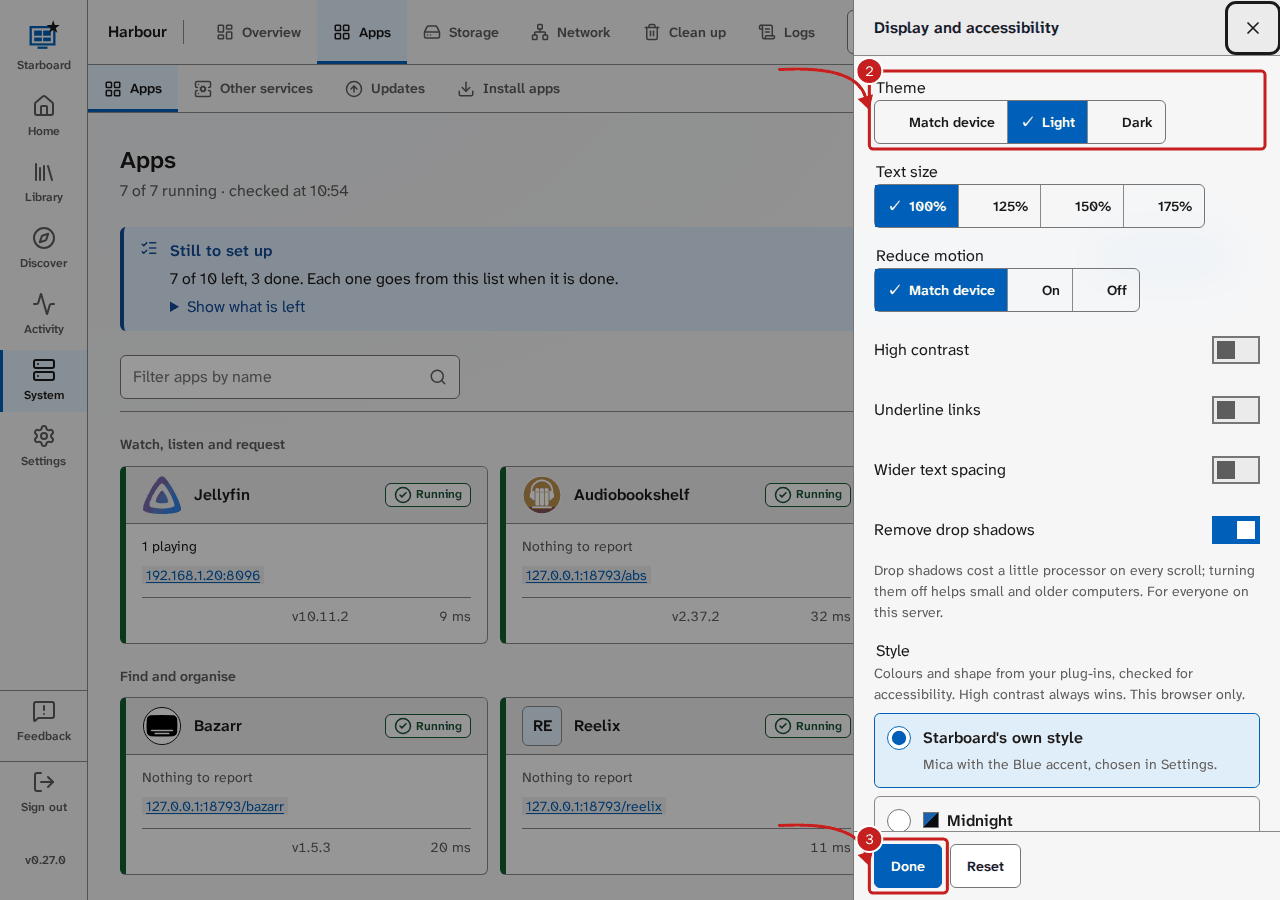 Starboard
Home
Library
Discover
Activity
System
Settings
Feedback
Sign out
v0.27.0
Harbour
Overview
Apps
Storage
Network
Clean up
Logs
Apps
Other services
Updates
Install apps
Apps
7 of 7 running · checked at 10:54
Still to set up
7 of 10 left, 3 done. Each one goes from this list when it is done.
Show what is left
Filter apps by name
Watch, listen and request
Jellyfin
Running
1 playing
192.168.1.20:8096
v10.11.2
9 ms
Audiobookshelf
Running
Nothing to report
127.0.0.1:18793/abs
v2.37.2
32 ms
Find and organise
Bazarr
Running
Nothing to report
127.0.0.1:18793/bazarr
v1.5.3
20 ms
RE
Reelix
Running
Nothing to report
127.0.0.1:18793/reelix
11 ms
Display and accessibility
2
Theme
Match device
✓ Light
Dark
Text size
✓ 100%
125%
150%
175%
Reduce motion
✓ Match device
On
Off
High contrast
Underline links
Wider text spacing
Remove drop shadows
Drop shadows cost a little processor on every scroll; turning
them off helps small and older computers. For everyone on
this server.
Style
Colours and shape from your plug-ins, checked for
accessibility. High contrast always wins. This browser only.
Starboard's own style
Mica with the Blue accent, chosen in Settings.
Midnight
3
Done
Reset